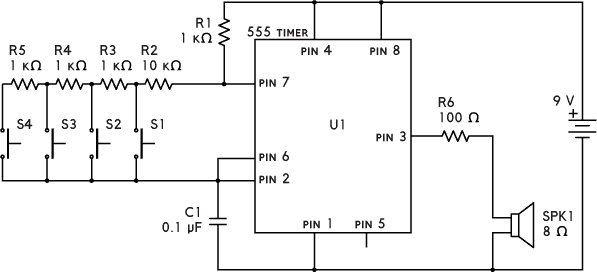 R1
1 KΩ
555 TIMER
PIN 4
PIN 8
R5
1 KΩ
R4
1 KΩ
R3
1 KΩ
R2
10 KΩ
PIN 7
S4
S3
S2
S1
U1
PIN 3
R6
100 Ω
9 V
+
PIN 6
PIN 2
C1
0.1 μF
PIN 1
PIN 5
SPK1
8 Ω